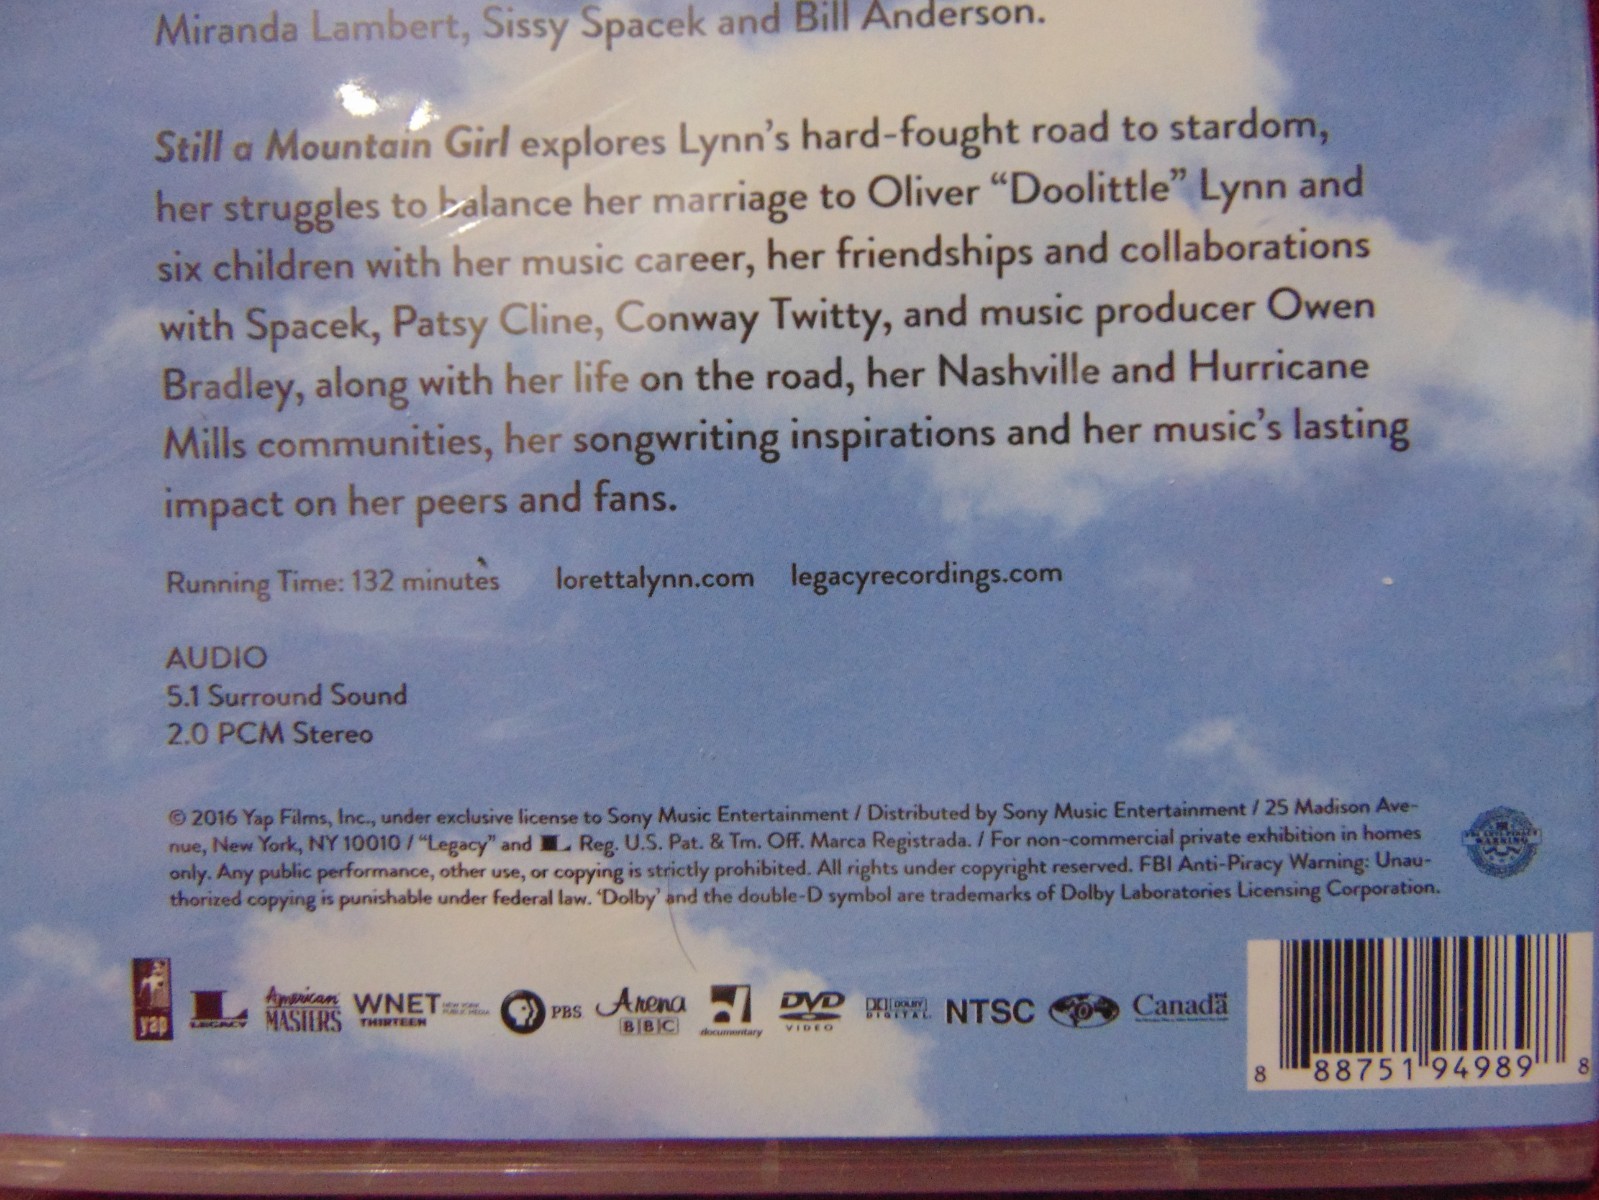 Miranda Lambert, Sissy Spacek and Bill Anderson.
Still a Mountain Girl explores Lynn's hard-fought road to stardom,
her struggles to balance her marriage to Oliver “Doolittle” Lynn and
six children with her music career, her friendships and collaborations
with Spacek, Patsy Cline, Conway Twitty, and music producer Owen
Bradley, along with her life on the road, her Nashville and Hurricane
Mills communities, her songwriting inspirations and her music's lasting
impact on her peers and fans.
Running Time: 132 minutes lorettalynn.com legacyrecordings.com
AUDIO
5.1 Surround Sound
2.0 PCM Stereo
© 2016 Yap Films, Inc., under exclusive license to Sony Music Entertainment / Distributed by Sony Music Entertainment / 25 Madison Ave-
nue, New York, NY 10010 / “Legacy” and L Reg. U.S. Pat. & Tm. Off. Marca Registrada. / For non-commercial private exhibition in homes
only. Any public performance, other use, or copying is strictly prohibited. All rights under copyright reserved. FBI Anti-Piracy Warning: Unau-
thorized copying is punishable under federal law. ‘Dolby’ and the double-D symbol are trademarks of Dolby Laboratories Licensing Corporation.
yap LEGACY American MASTERS WNET THIRTEEN PBS Arena BBC documentary DVD VIDEO DOLBY DIGITAL NTSC Canada
8 88751 94989 8